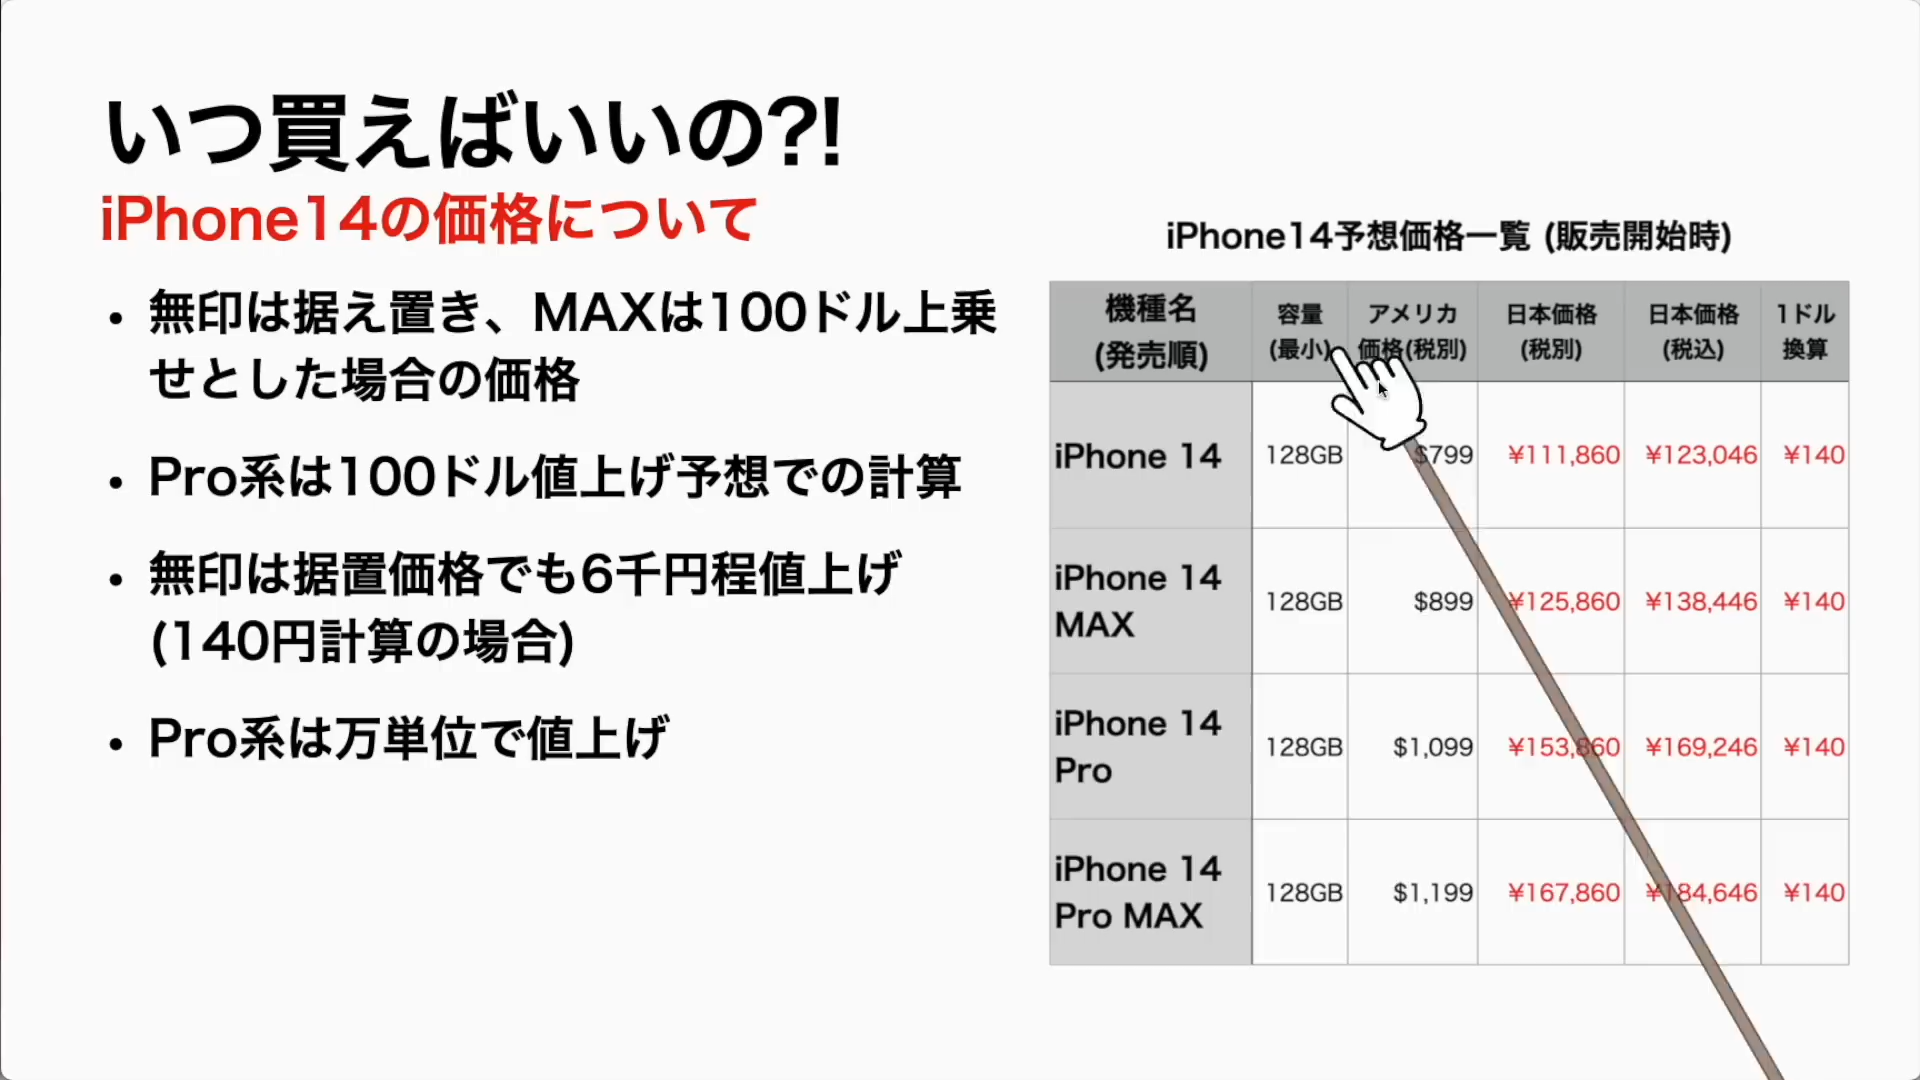 いつ買えばいいの?!
iPhone14の価格について
• 無印は据え置き、MAXは100ドル上乗
せとした場合の価格
• Pro系は100ドル値上げ予想での計算
• 無印は据置価格でも6千円程値上げ
(140円計算の場合)
• Pro系は万単位で値上げ
iPhone14予想価格一覧 (販売開始時)
機種名 (発売順) 容量 (最小) アメリカ 価格(税別) 日本価格 (税別) 日本価格 (税込) 1ドル 換算
iPhone 14 128GB $799 ¥111,860 ¥123,046 ¥140
iPhone 14 MAX 128GB $899 ¥125,860 ¥138,446 ¥140
iPhone 14 Pro 128GB $1,099 ¥153,860 ¥169,246 ¥140
iPhone 14 Pro MAX 128GB $1,199 ¥167,860 ¥184,646 ¥140